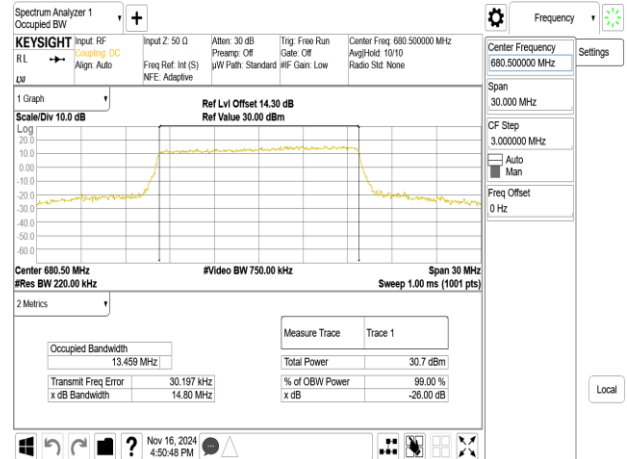 Spectrum Analyzer 1
Occupied BW
Frequency
KEYSIGHT
RL
LXI
Input: RF
Coupling: DC
Align: Auto
Input Z: 50 Ω
Freq Ref: Int (S)
NFE: Adaptive
Atten: 30 dB
Preamp: Off
µW Path: Standard
Trig: Free Run
Gate: Off
#IF Gain: Low
Center Freq: 680.500000 MHz
Avg|Hold: 10/10
Radio Std: None
Center Frequency
680.500000 MHz
Settings
Span
30.000 MHz
CF Step
3.000000 MHz
Auto
Man
Freq Offset
0 Hz
Local
1 Graph
Scale/Div 10.0 dB
Ref Lvl Offset 14.30 dB
Ref Value 30.00 dBm
Log
20.0
10.0
0.00
-10.0
-20.0
-30.0
-40.0
-50.0
-60.0
Center 680.50 MHz
#Video BW 750.00 kHz
Span 30 MHz
#Res BW 220.00 kHz
Sweep 1.00 ms (1001 pts)
2 Metrics
Occupied Bandwidth
13.459 MHz
Transmit Freq Error 30.197 kHz
x dB Bandwidth 14.80 MHz
Measure Trace Trace 1
Total Power 30.7 dBm
% of OBW Power 99.00 %
x dB -26.00 dB
?
Nov 16, 2024
4:50:48 PM